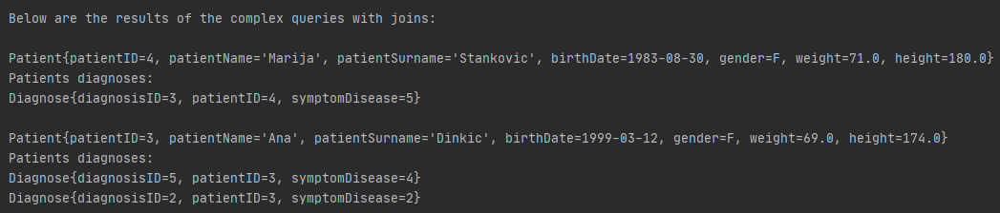 Below are the results of the complex queries with joins:
Patient{patientID=4, patientName='Marija', patientSurname='Stankovic', birthDate=1983-08-30, gender=F, weight=71.0, height=180.0}
Patients diagnoses:
Diagnose{diagnosisID=3, patientID=4, symptomDisease=5}
Patient{patientID=3, patientName='Ana', patientSurname='Dinkic', birthDate=1999-03-12, gender=F, weight=69.0, height=174.0}
Patients diagnoses:
Diagnose{diagnosisID=5, patientID=3, symptomDisease=4}
Diagnose{diagnosisID=2, patientID=3, symptomDisease=2}